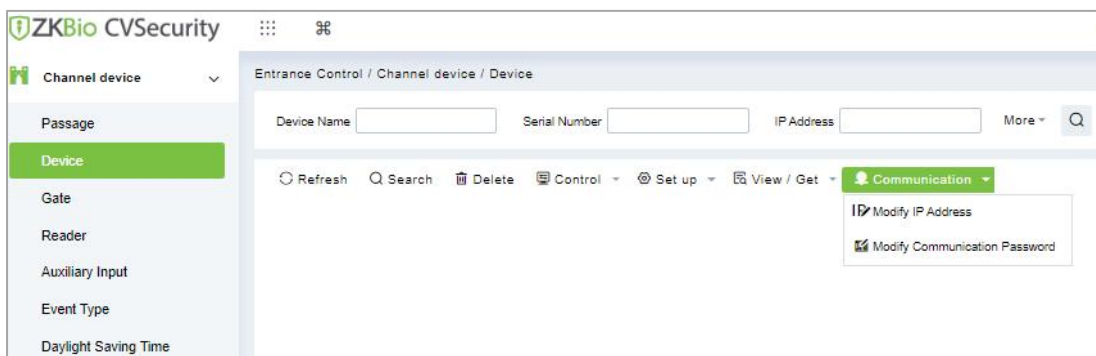 ZKBio CVSecurity
Channel device
Entrance Control / Channel device / Device
Passage
Device
Gate
Reader
Auxiliary Input
Event Type
Daylight Saving Time
Device Name Serial Number IP Address More
Refresh Search Delete Control Set up View / Get Communication
Modify IP Address
Modify Communication Password